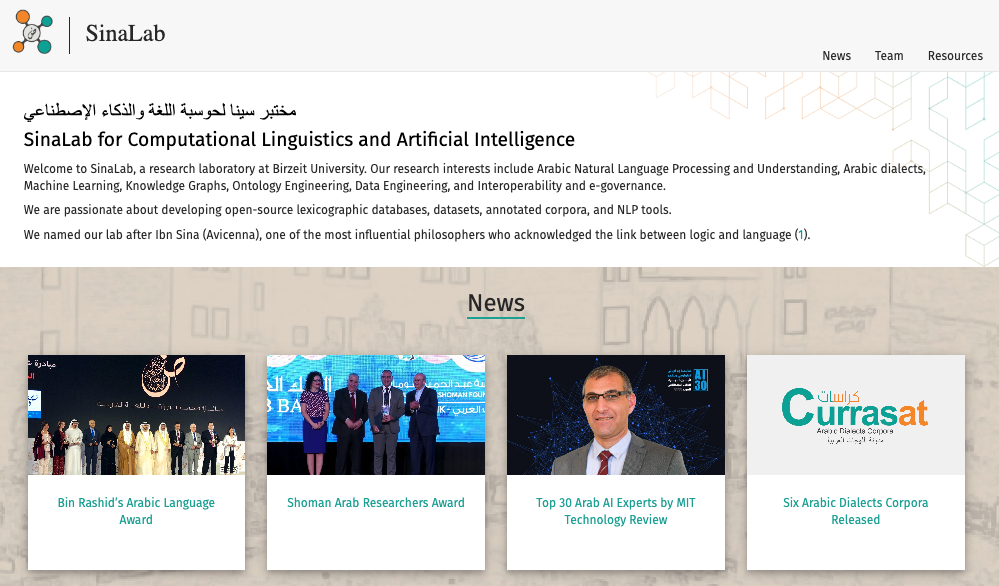 SinaLab
News Team Resources
مختبر سينا لحوسبة اللغة والذكاء الإصطناعي
SinaLab for Computational Linguistics and Artificial Intelligence
Welcome to SinaLab, a research laboratory at Birzeit University. Our research interests include Arabic Natural Language Processing and Understanding, Arabic dialects,
Machine Learning, Knowledge Graphs, Ontology Engineering, Data Engineering, and Interoperability and e-governance.
We are passionate about developing open-source lexicographic databases, datasets, annotated corpora, and NLP tools.
We named our lab after Ibn Sina (Avicenna), one of the most influential philosophers who acknowledged the link between logic and language (1).
News
SHOMAN FOUN
AI
30
كراسات
Currasat
Arabic Dialects Corpora
مدونة اللهجات العربية
Bin Rashid’s Arabic Language
Award
Shoman Arab Researchers Award
Top 30 Arab AI Experts by MIT
Technology Review
Six Arabic Dialects Corpora
Released